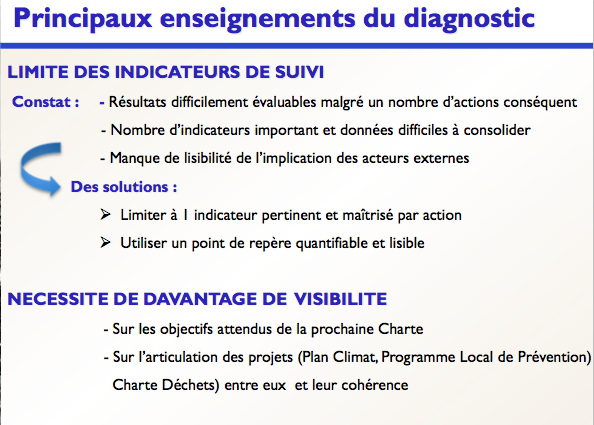 Principaux enseignements du diagnostic
LIMITE DES INDICATEURS DE SUIVI
Constat : - Résultats difficilement évaluables malgré un nombre d'actions conséquent
- Nombre d'indicateurs important et données difficiles à consolider
- Manque de lisibilité de l'implication des acteurs externes
Des solutions :
➢ Limiter à 1 indicateur pertinent et maîtrisé par action
➢ Utiliser un point de repère quantifiable et lisible
NECESSITE DE DAVANTAGE DE VISIBILITE
- Sur les objectifs attendus de la prochaine Charte
- Sur l'articulation des projets (Plan Climat, Programme Local de Prévention)
Charte Déchets) entre eux et leur cohérence